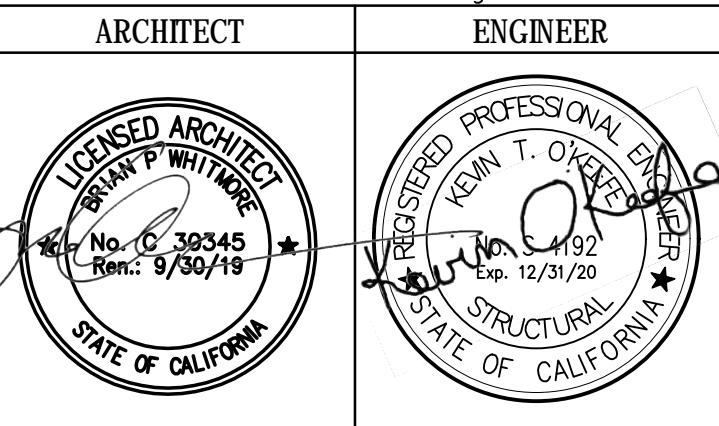 ARCHITECT
ENGINEER
LICENSED ARCHITECT
BRIAN P WHITMORE
No. C 30345
Ren.: 9/30/19
STATE OF CALIFORNIA
REGISTERED PROFESSIONAL ENGINEER
KEVIN T. O'KEEFE
No. S 4192
Exp. 12/31/20
STRUCTURAL
STATE OF CALIFORNIA
Kevin O'Keefe